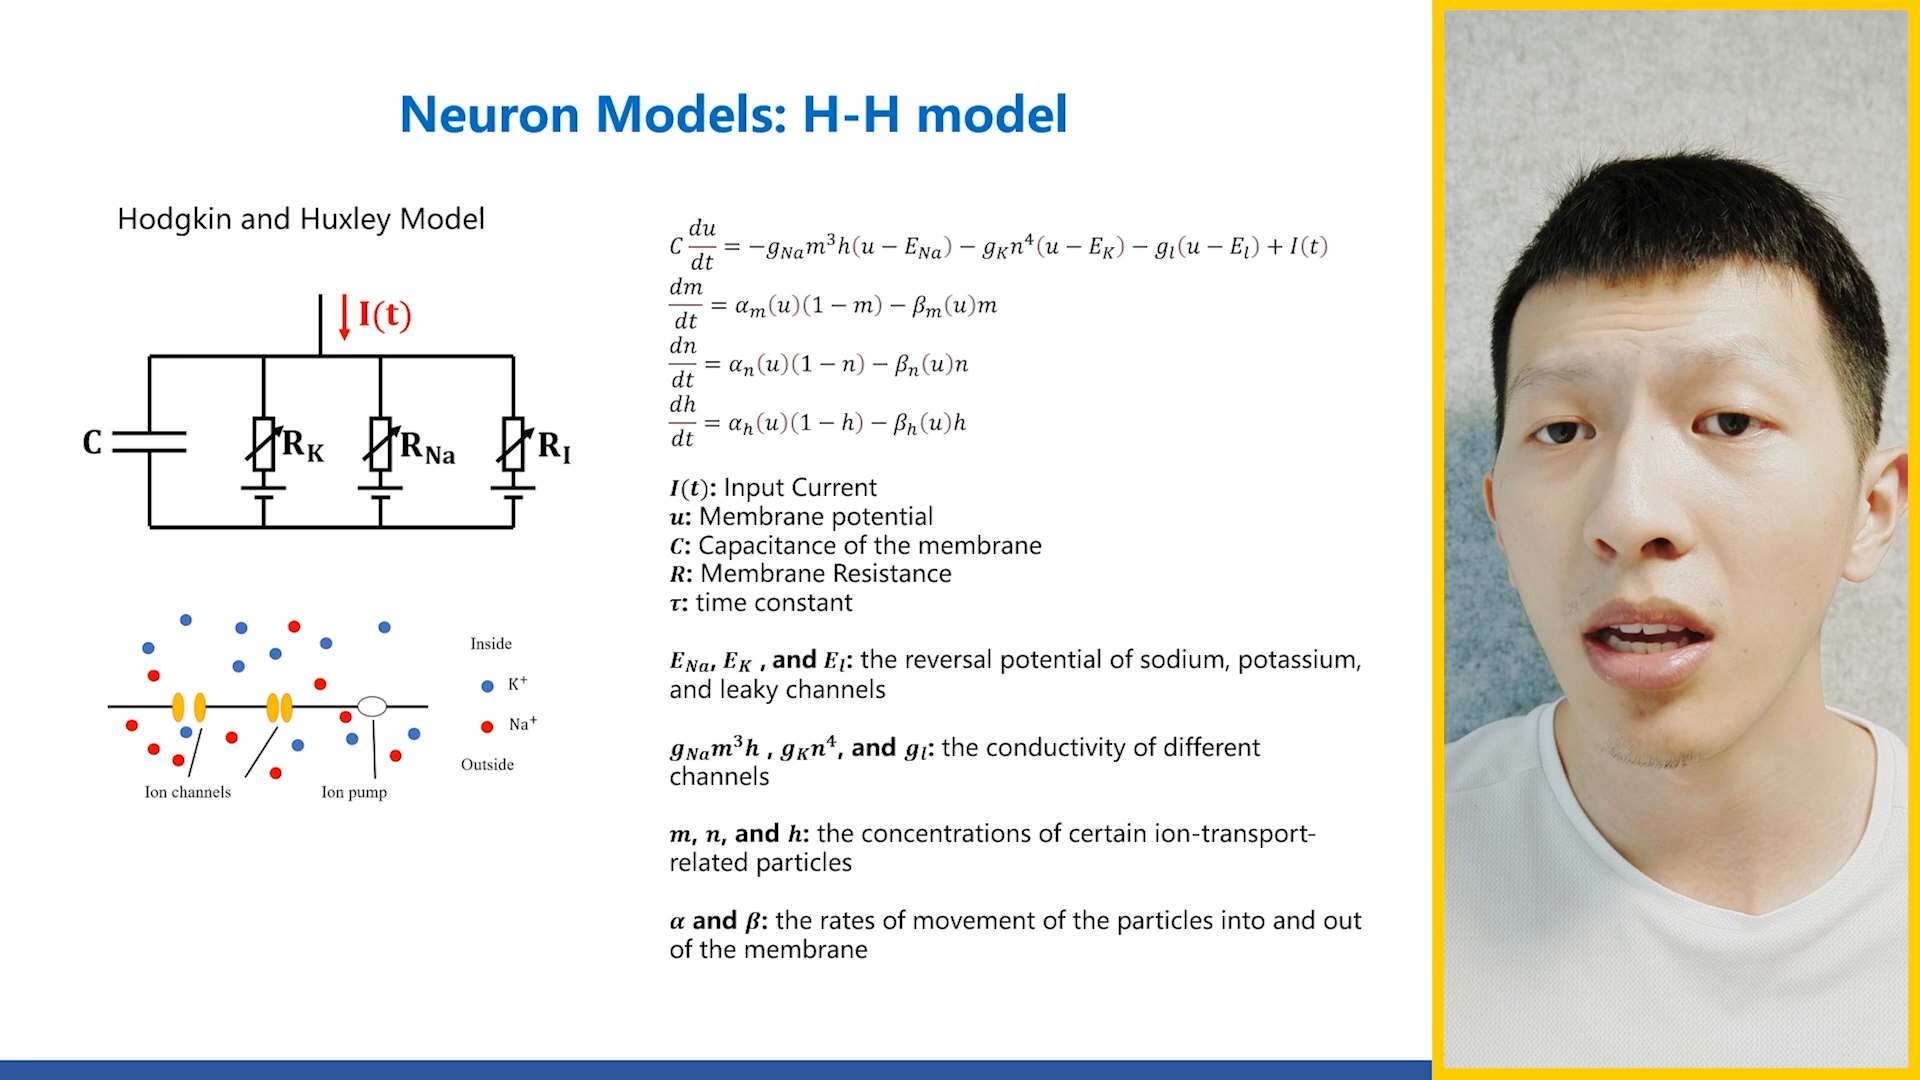 Neuron Models: H-H model
Hodgkin and Huxley Model
I(t)
C
R_K
R_Na
R_I
Inside
K⁺
Na⁺
Outside
Ion channels
Ion pump
C du/dt = −g_Na m³h(u − E_Na) − g_K n⁴(u − E_K) − g_l(u − E_l) + I(t)
dm/dt = α_m(u)(1 − m) − β_m(u)m
dn/dt = α_n(u)(1 − n) − β_n(u)n
dh/dt = α_h(u)(1 − h) − β_h(u)h
I(t): Input Current
u: Membrane potential
C: Capacitance of the membrane
R: Membrane Resistance
τ: time constant
E_Na, E_K , and E_l: the reversal potential of sodium, potassium,
and leaky channels
g_Na m³h , g_K n⁴, and g_l: the conductivity of different
channels
m, n, and h: the concentrations of certain ion-transport-
related particles
α and β: the rates of movement of the particles into and out
of the membrane